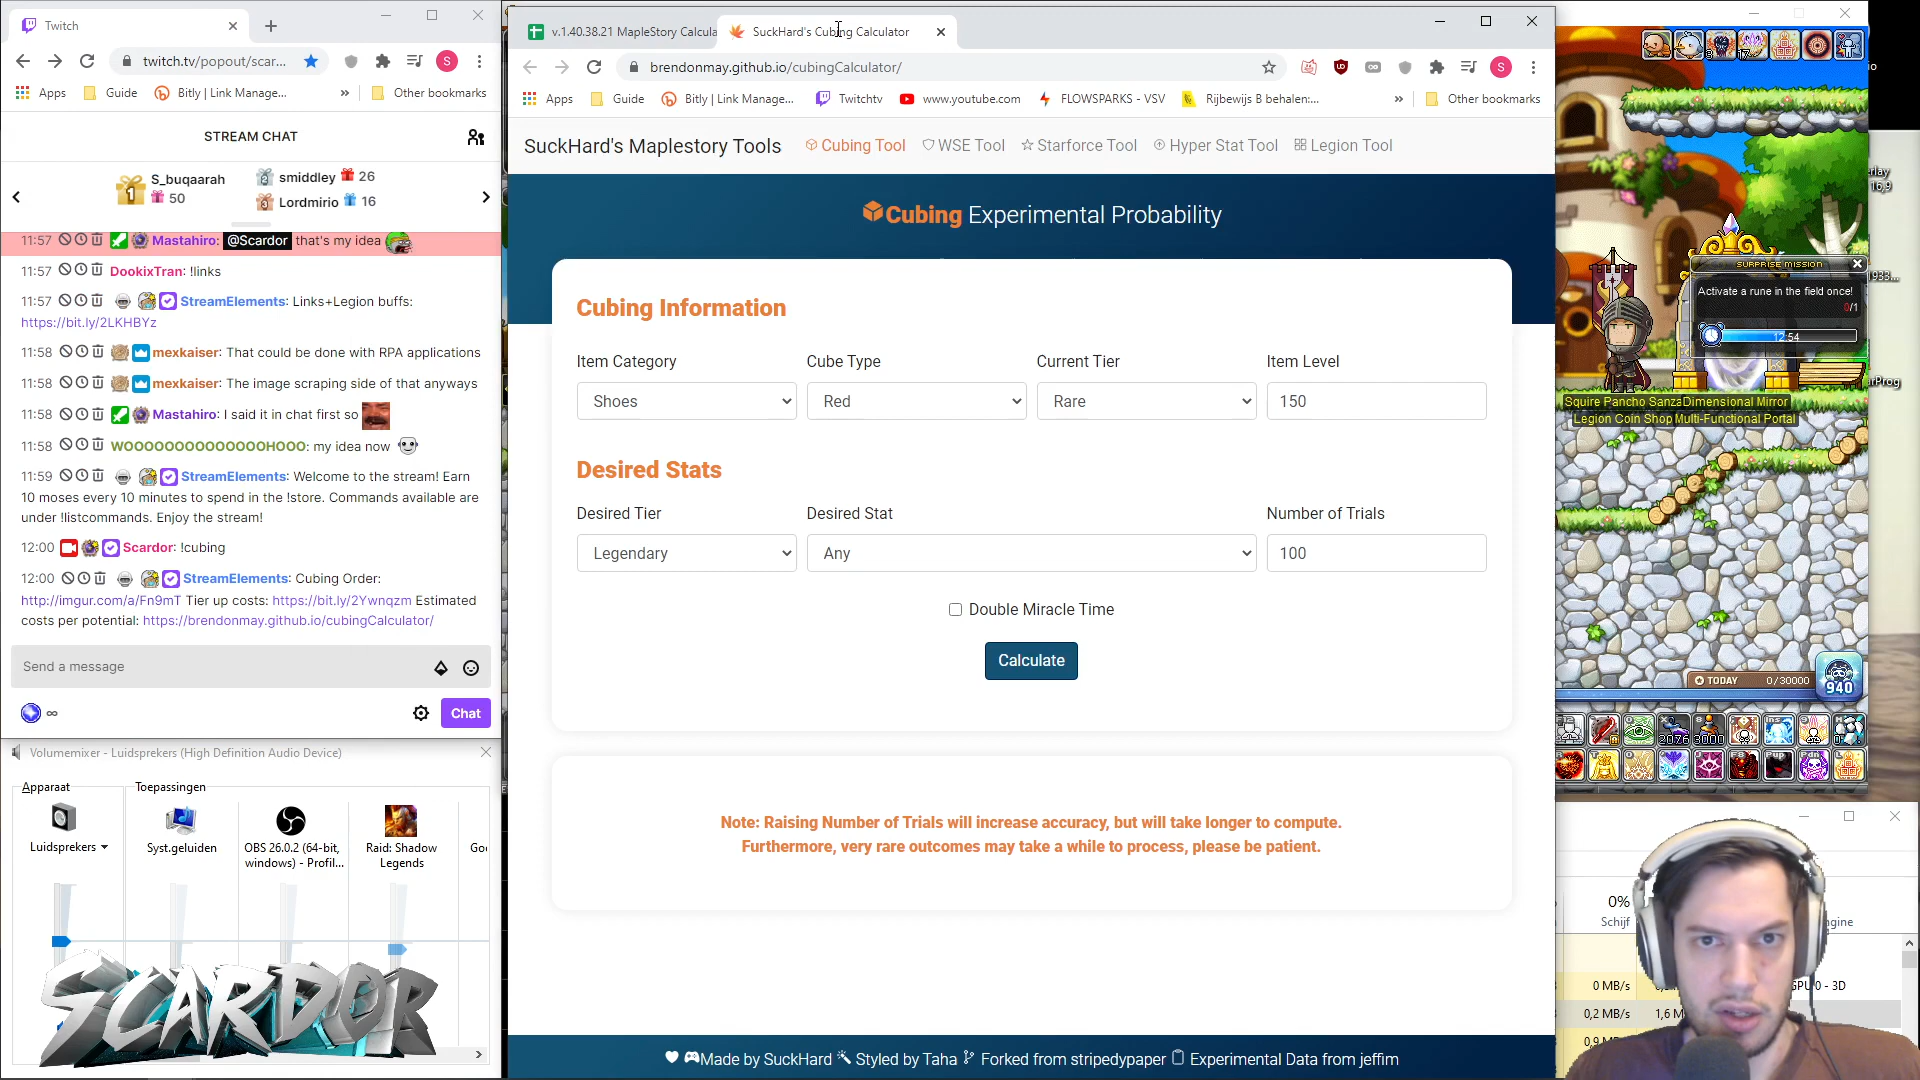 Twitch
twitch.tv/popout/scar...
Apps
Guide
Bitly | Link Manage...
»
Other bookmarks
STREAM CHAT
S_buqaarah
50
smiddley 26
Lordmirio 16
11:57 Mastahiro: @Scardor that's my idea
11:57 DookixTran: !links
11:57 StreamElements: Links+Legion buffs:
https://bit.ly/2LKHBYz
11:58 mexkaiser: That could be done with RPA applications
11:58 mexkaiser: The image scraping side of that anyways
11:58 Mastahiro: I said it in chat first so
11:58 WOOOOOOOOOOOOOOHOOO: my idea now
11:59 StreamElements: Welcome to the stream! Earn
10 moses every 10 minutes to spend in the !store. Commands available are
under !listcommands. Enjoy the stream!
12:00 Scardor: !cubing
12:00 StreamElements: Cubing Order:
http://imgur.com/a/Fn9mT Tier up costs: https://bit.ly/2Ywnqzm Estimated
costs per potential: https://brendonmay.github.io/cubingCalculator/
Send a message
∞
Chat
Volumemixer - Luidsprekers (High Definition Audio Device)
Apparaat
Toepassingen
Luidsprekers
Syst.geluiden
OBS 26.0.2 (64-bit,
windows) - Profil...
Raid: Shadow
Legends
Goo
SCARDOR
v.1.40.38.21 MapleStory Calcula
SuckHard's Cubing Calculator
brendonmay.github.io/cubingCalculator/
Apps
Guide
Bitly | Link Manage...
Twitchtv
www.youtube.com
FLOWSPARKS - VSV
Rijbewijs B behalen:...
»
Other bookmarks
SuckHard's Maplestory Tools
Cubing Tool
WSE Tool
Starforce Tool
Hyper Stat Tool
Legion Tool
Cubing Experimental Probability
Cubing Information
Item Category
Cube Type
Current Tier
Item Level
Shoes
Red
Rare
150
Desired Stats
Desired Tier
Desired Stat
Number of Trials
Legendary
Any
100
Double Miracle Time
Calculate
Note: Raising Number of Trials will increase accuracy, but will take longer to compute.
Furthermore, very rare outcomes may take a while to process, please be patient.
Made by SuckHard Styled by Taha Forked from stripedypaper Experimental Data from jeffim
SURPRISE MISSION
Activate a rune in the field once!
0/1
12:54
Squire Pancho Sanza
Dimensional Mirror
Legion Coin Shop
Multi-Functional Portal
TODAY 0/30000
940
2076
3000
0%
Schijf
0 MB/s
0,2 MB/s
1,6 M
GPU 0 - 3D